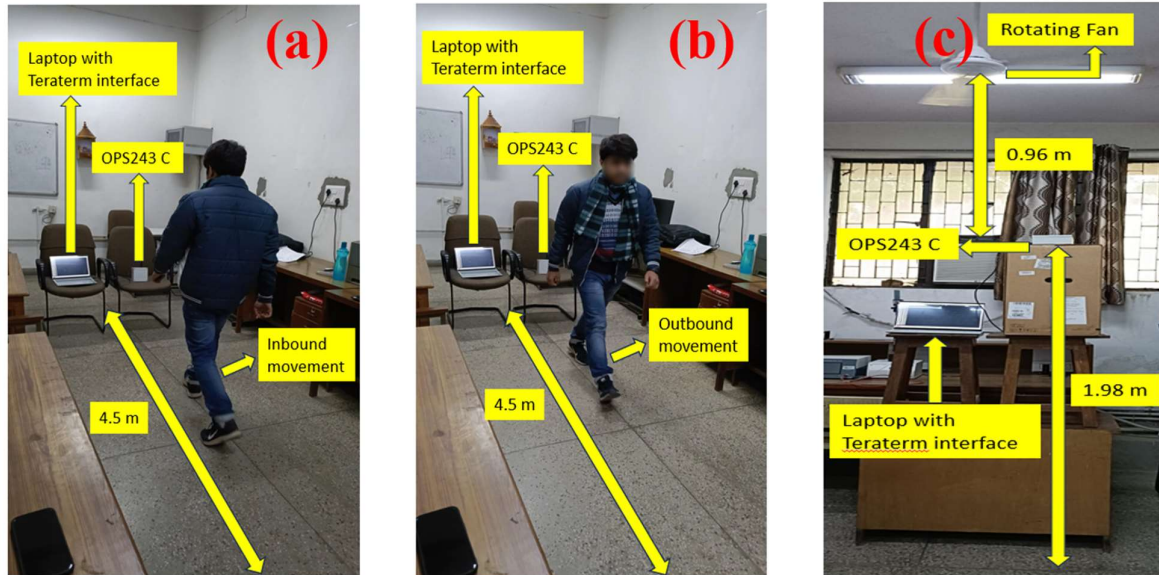 (a)
Laptop with
Teraterm interface
OPS243 C
Inbound
movement
4.5 m
(b)
Laptop with
Teraterm interface
OPS243 C
Outbound
movement
4.5 m
(c)
Rotating Fan
0.96 m
OPS243 C
1.98 m
Laptop with
Teraterm interface